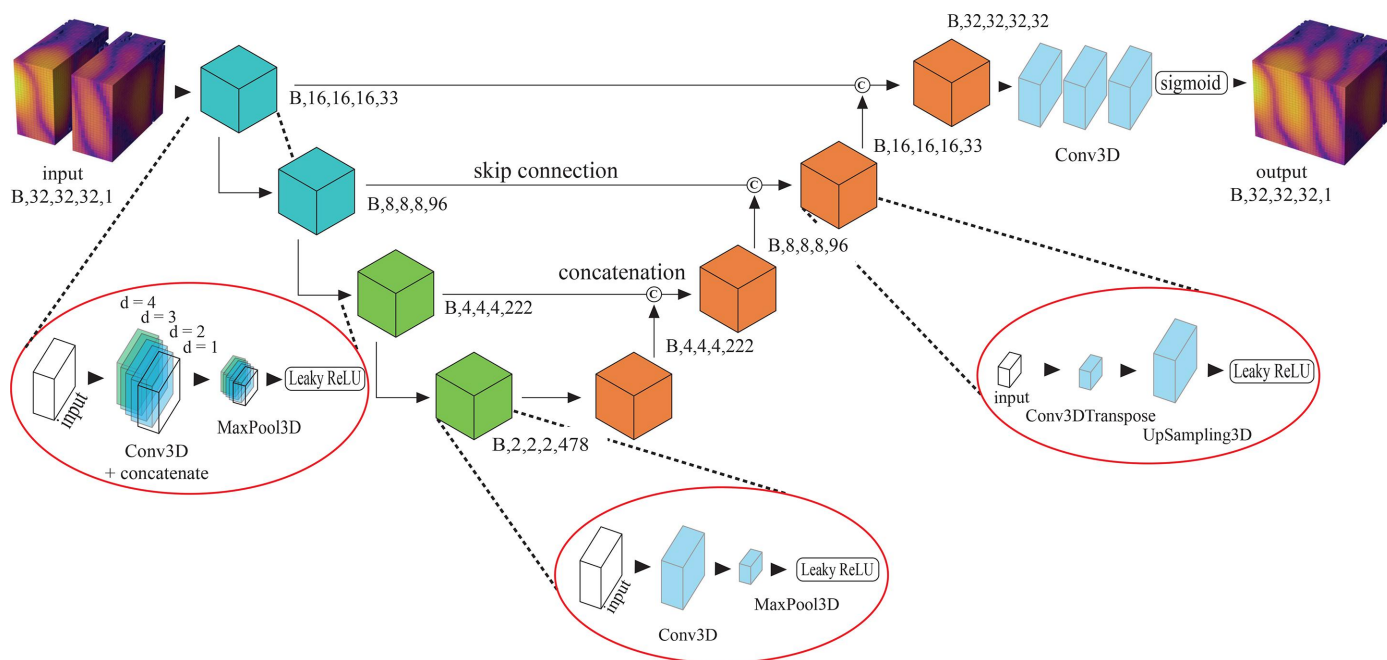 B,32,32,32,32
C
sigmoid
B,16,16,16,33
B,16,16,16,33
Conv3D
input
B,32,32,32,1
output
B,32,32,32,1
skip connection
C
B,8,8,8,96
B,8,8,8,96
concatenation
C
B,4,4,4,222
B,4,4,4,222
d = 4
d = 3
d = 2
d = 1
input
Leaky ReLU
MaxPool3D
Conv3D
+ concatenate
B,2,2,2,478
input
Conv3DTranspose
UpSampling3D
Leaky ReLU
input
Conv3D
MaxPool3D
Leaky ReLU